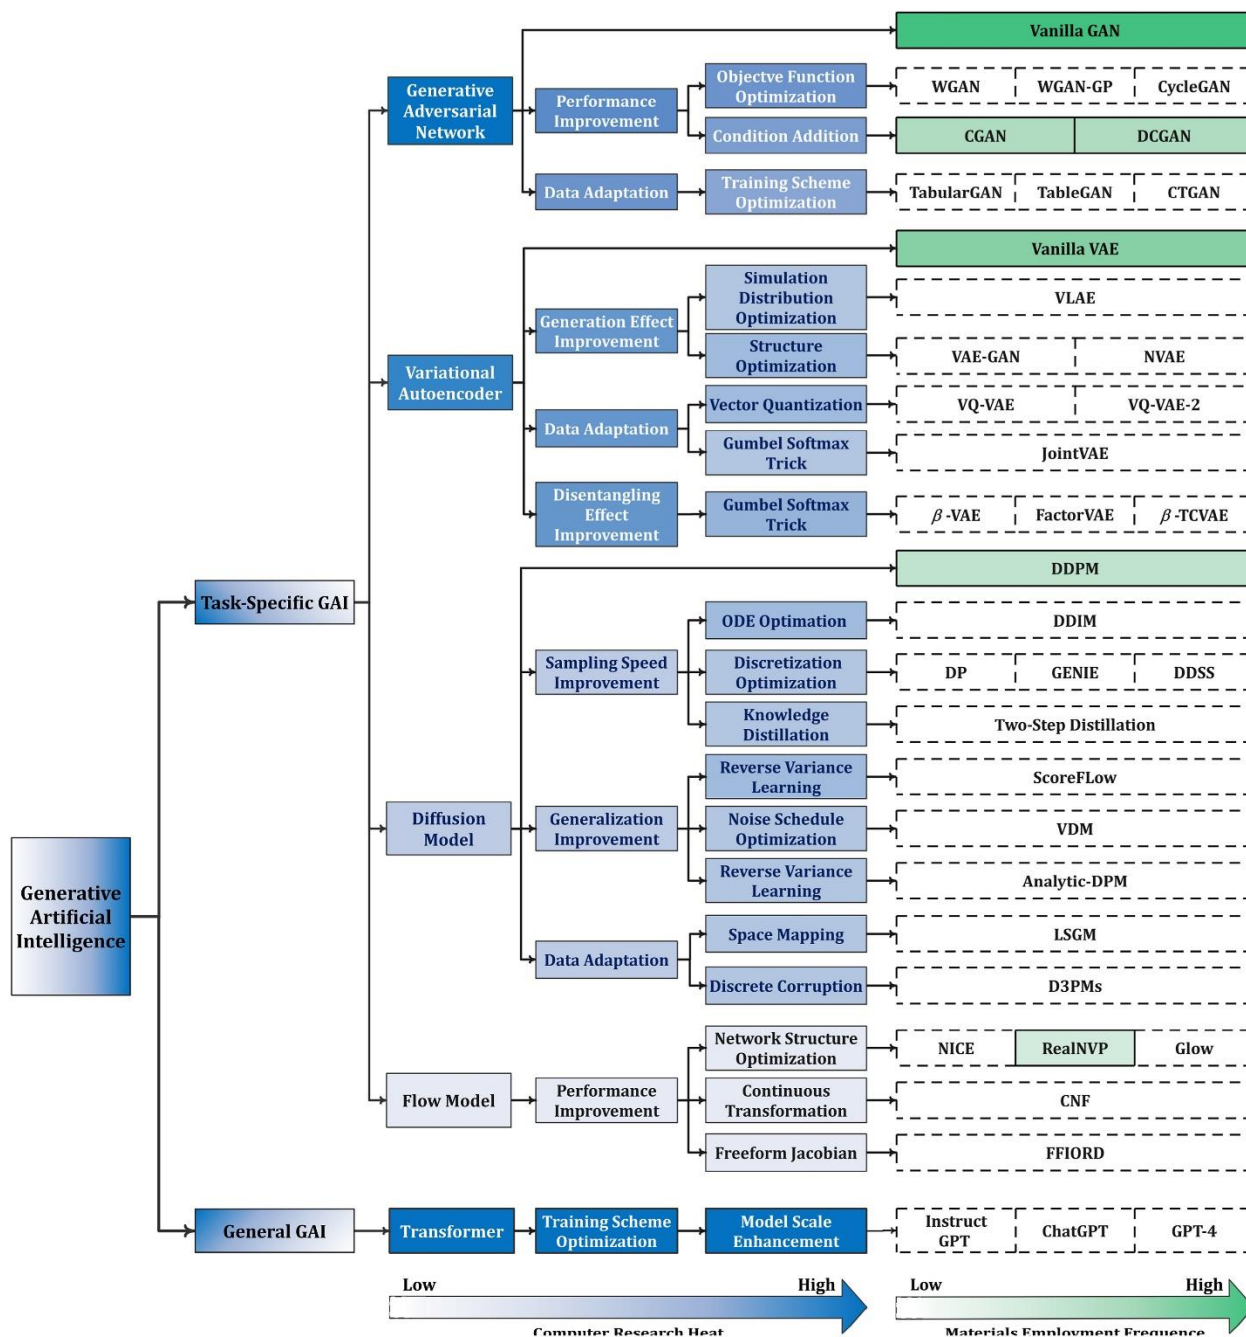 Vanilla GAN
Generative
Adversarial
Network
Performance
Improvement
Objectve Function
Optimization
WGAN
WGAN-GP
CycleGAN
Condition Addition
CGAN
DCGAN
Data Adaptation
Training Scheme
Optimization
TabularGAN
TableGAN
CTGAN
Vanilla VAE
Variational
Autoencoder
Generation Effect
Improvement
Simulation
Distribution
Optimization
VLAE
Structure
Optimization
VAE-GAN
NVAE
Data Adaptation
Vector Quantization
VQ-VAE
VQ-VAE-2
Gumbel Softmax
Trick
JointVAE
Disentangling
Effect
Improvement
Gumbel Softmax
Trick
β-VAE
FactorVAE
β-TCVAE
Task-Specific GAI
DDPM
Diffusion
Model
Sampling Speed
Improvement
ODE Optimation
DDIM
Discretization
Optimization
DP
GENIE
DDSS
Knowledge
Distillation
Two-Step Distillation
Generalization
Improvement
Reverse Variance
Learning
ScoreFLow
Noise Schedule
Optimization
VDM
Reverse Variance
Learning
Analytic-DPM
Generative
Artificial
Intelligence
Data Adaptation
Space Mapping
LSGM
Discrete Corruption
D3PMs
Flow Model
Performance
Improvement
Network Structure
Optimization
NICE
RealNVP
Glow
Continuous
Transformation
CNF
Freeform Jacobian
FFIORD
General GAI
Transformer
Training Scheme
Optimization
Model Scale
Enhancement
Instruct
GPT
ChatGPT
GPT-4
Low
High
Computer Research Heat
Low
High
Materials Employment Frequence